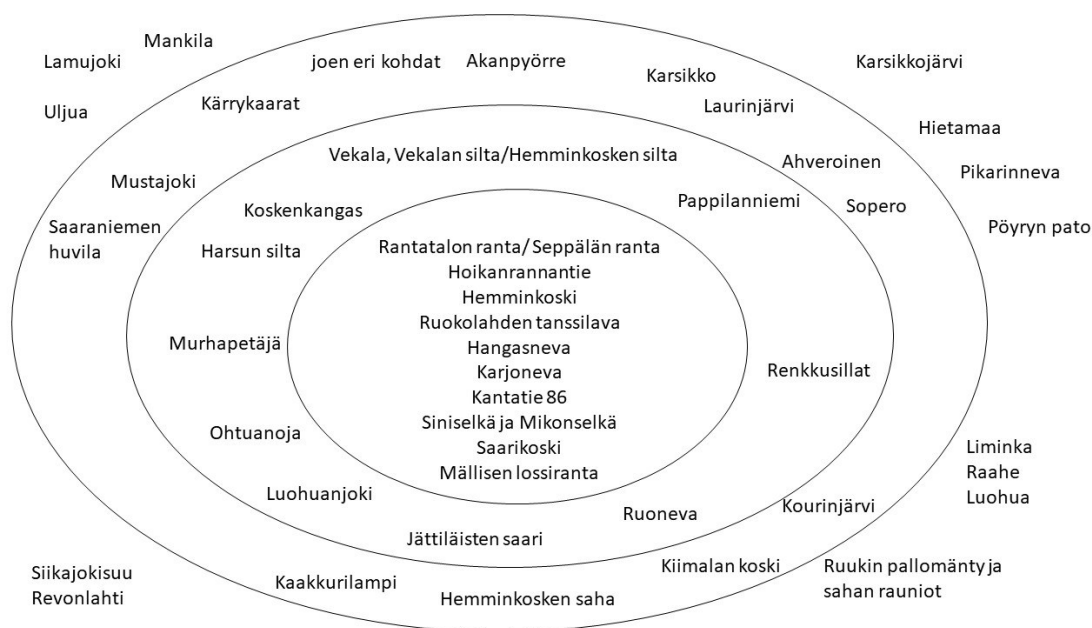 Mankila
Lamujoki
joen eri kohdat
Akanpyörre
Karsikkojärvi
Karsikko
Kärrykaarat
Laurinjärvi
Uljua
Hietamaa
Vekala, Vekalan silta/Hemminkosken silta
Ahveroinen
Pikarinneva
Mustajoki
Pappilanniemi
Sopero
Koskenkangas
Saaraniemen
huvila
Pöyryn pato
Harsun silta
Rantatalon ranta/ Seppälän ranta
Hoikanrannantie
Hemminkoski
Ruokolahden tanssilava
Hangasneva
Karjoneva
Kantatie 86
Siniselkä ja Mikonselkä
Saarikoski
Mällisen lossiranta
Murhapetäjä
Renkkusillat
Ohtuanoja
Liminka
Raahe
Luohua
Luohuanjoki
Ruoneva
Kourinjärvi
Jättiläisten saari
Siikajokisuu
Revonlahti
Kaakkurilampi
Hemminkosken saha
Kiimalan koski
Ruukin pallomänty ja
sahan rauniot